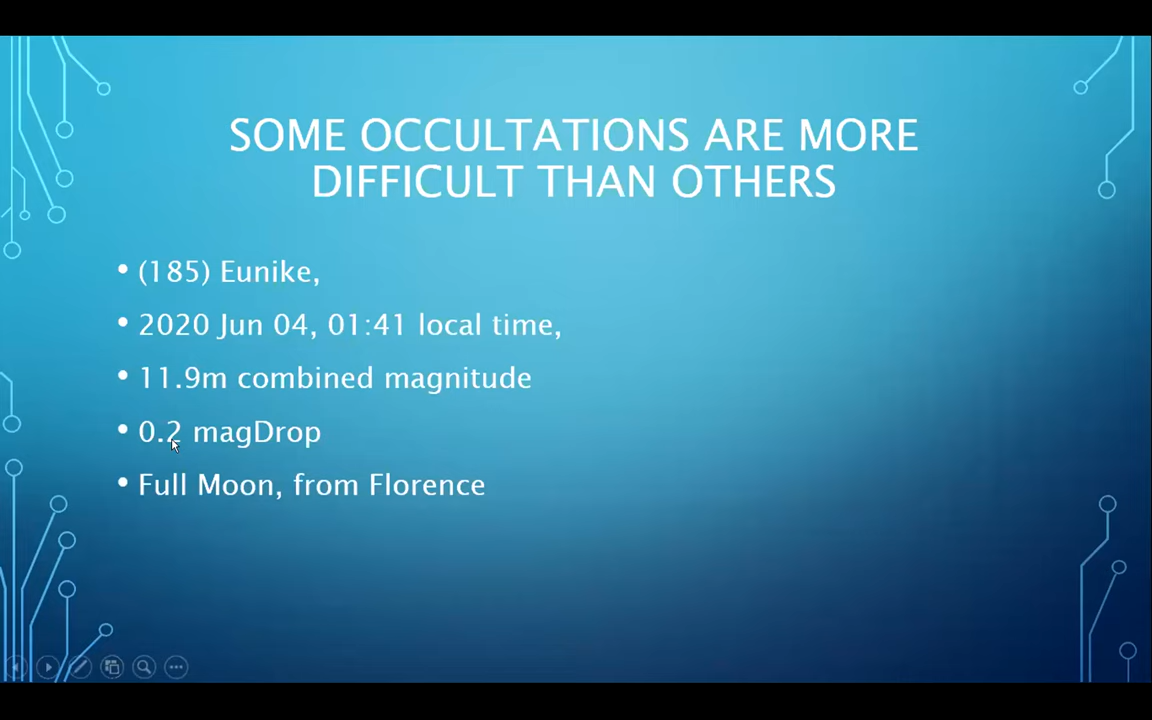 SOME OCCULTATIONS ARE MORE
DIFFICULT THAN OTHERS
• (185) Eunike,
• 2020 Jun 04, 01:41 local time,
• 11.9m combined magnitude
• 0.2 magDrop
• Full Moon, from Florence